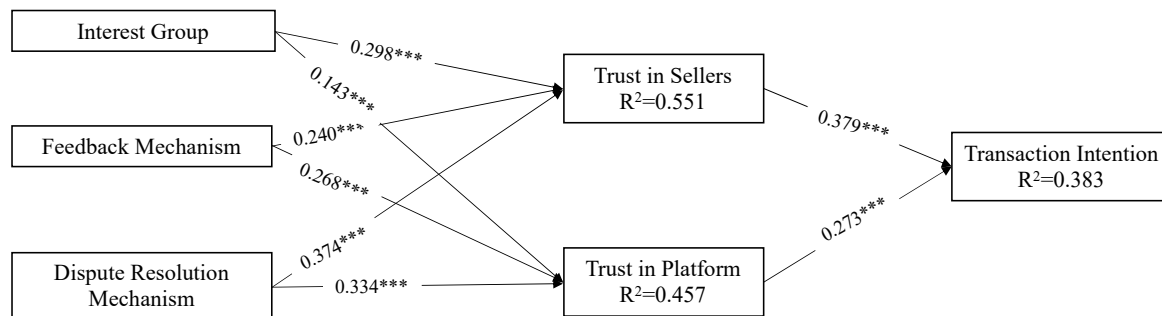 Interest Group
0.298***
0.143***
Trust in Sellers
R²=0.551
0.379***
Feedback Mechanism
0.240***
0.268***
Transaction Intention
R²=0.383
0.374***
0.273***
Dispute Resolution
Mechanism
0.334***
Trust in Platform
R²=0.457